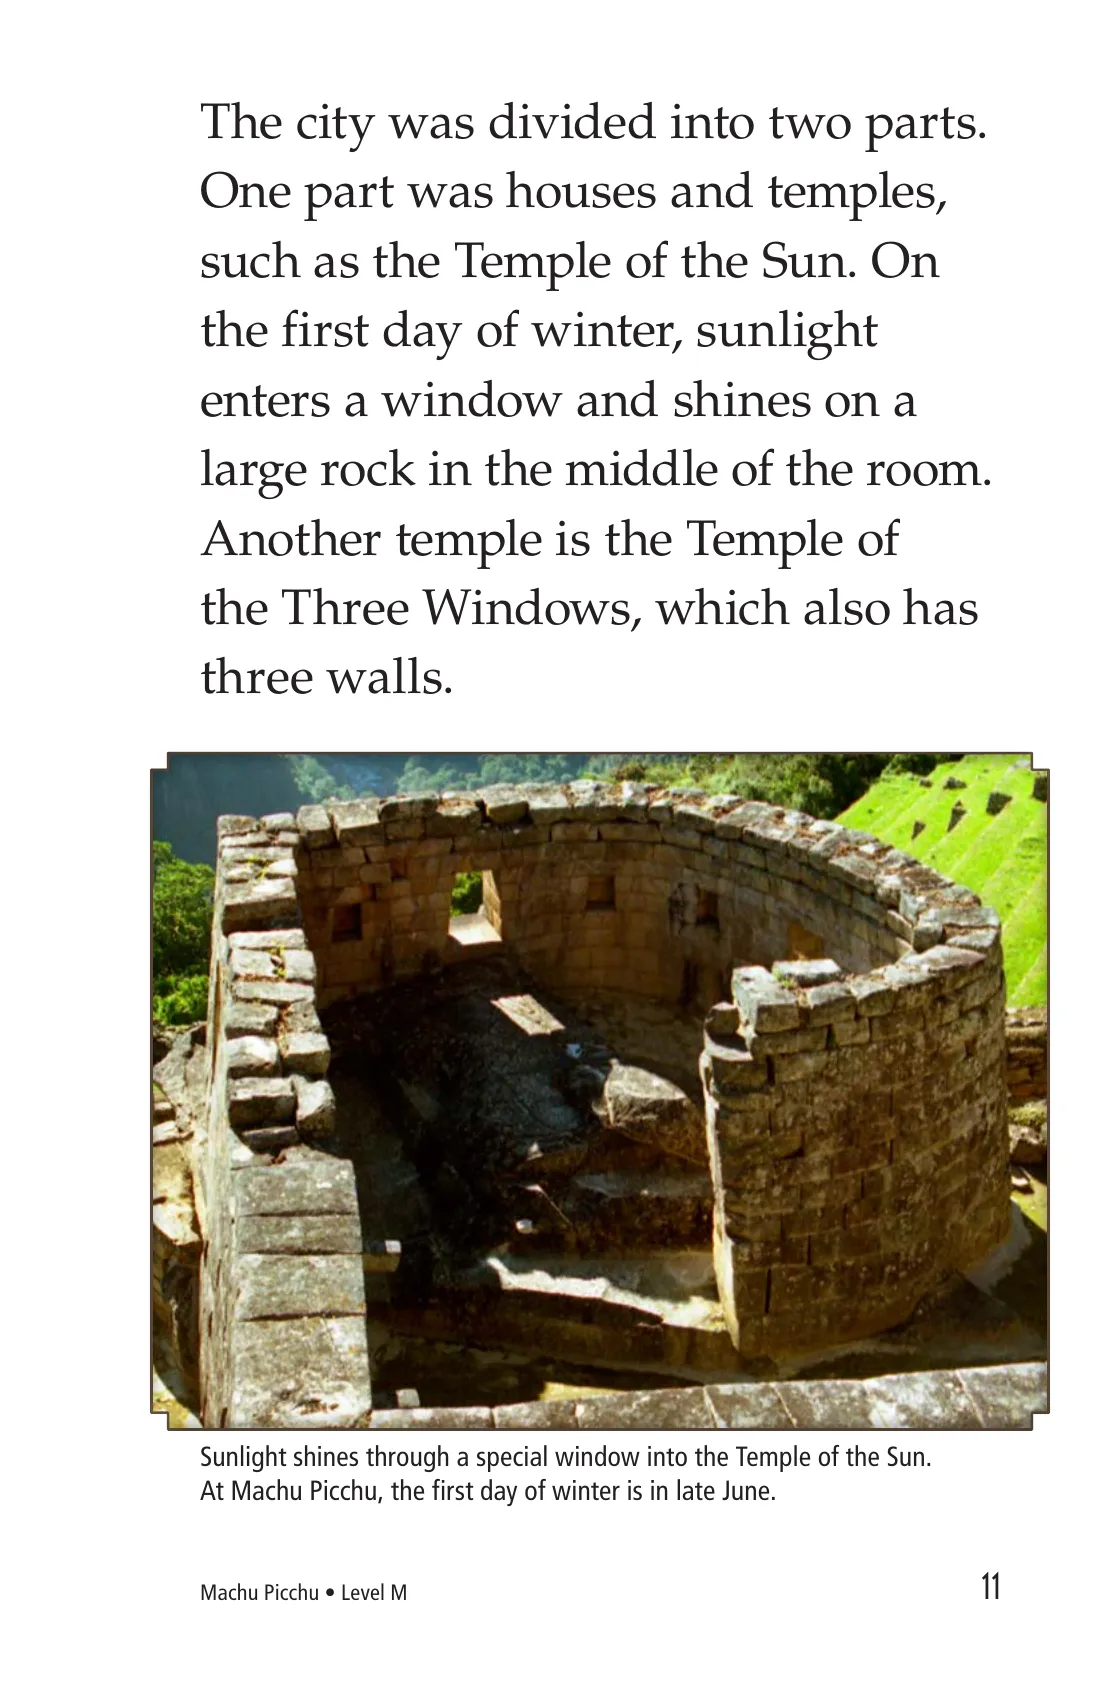 The city was divided into two parts.
One part was houses and temples,
such as the Temple of the Sun. On
the first day of winter, sunlight
enters a window and shines on a
large rock in the middle of the room.
Another temple is the Temple of
the Three Windows, which also has
three walls.
Sunlight shines through a special window into the Temple of the Sun.
At Machu Picchu, the first day of winter is in late June.
Machu Picchu • Level M
11